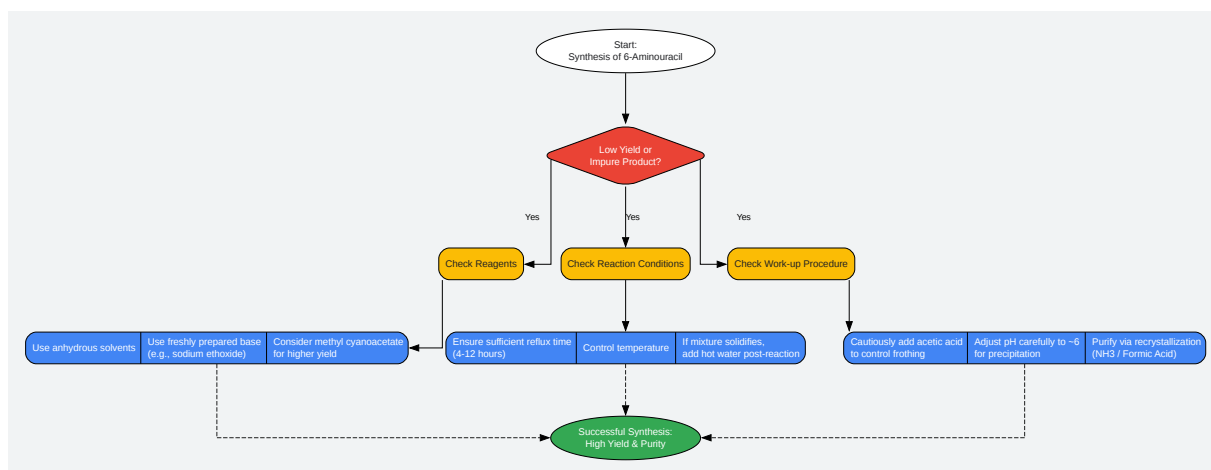 Start:
Synthesis of 6-Aminouracil
Low Yield or
Impure Product?
Yes
Yes
Yes
Check Reagents
Check Reaction Conditions
Check Work-up Procedure
Use anhydrous solvents
Use freshly prepared base
(e.g., sodium ethoxide)
Consider methyl cyanoacetate
for higher yield
Ensure sufficient reflux time
(4-12 hours)
Control temperature
If mixture solidifies,
add hot water post-reaction
Cautiously add acetic acid
to control frothing
Adjust pH carefully to ~6
for precipitation
Purify via recrystallization
(NH3 / Formic Acid)
Successful Synthesis:
High Yield & Purity